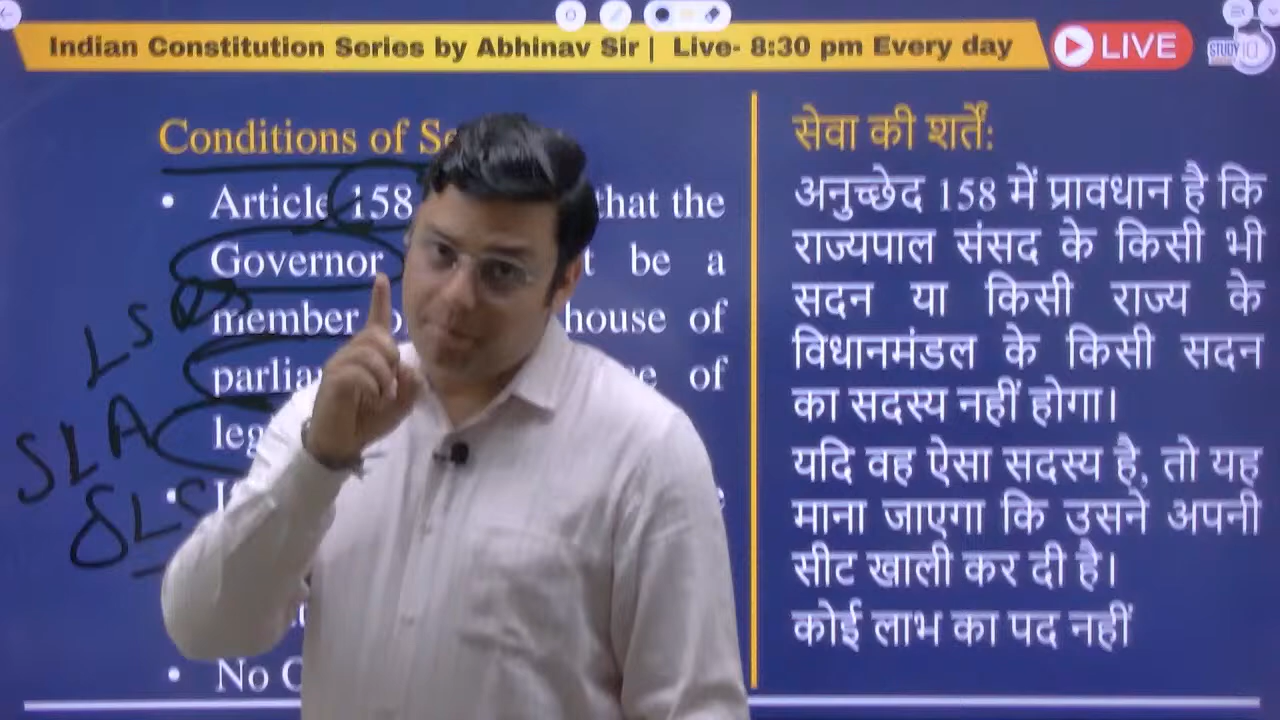 Indian Constitution Series by Abhinav Sir | Live- 8:30 pm Every day
LIVE
STUDY
Conditions of Se
• Article 158 that the
Governor t be a
member o house of
parlia e of
leg
• No
LS
SLA
SLC
सेवा की शर्तें:
अनुच्छेद 158 में प्रावधान है कि
राज्यपाल संसद के किसी भी
सदन या किसी राज्य के
विधानमंडल के किसी सदन
का सदस्य नहीं होगा।
यदि वह ऐसा सदस्य है, तो यह
माना जाएगा कि उसने अपनी
सीट खाली कर दी है।
कोई लाभ का पद नहीं